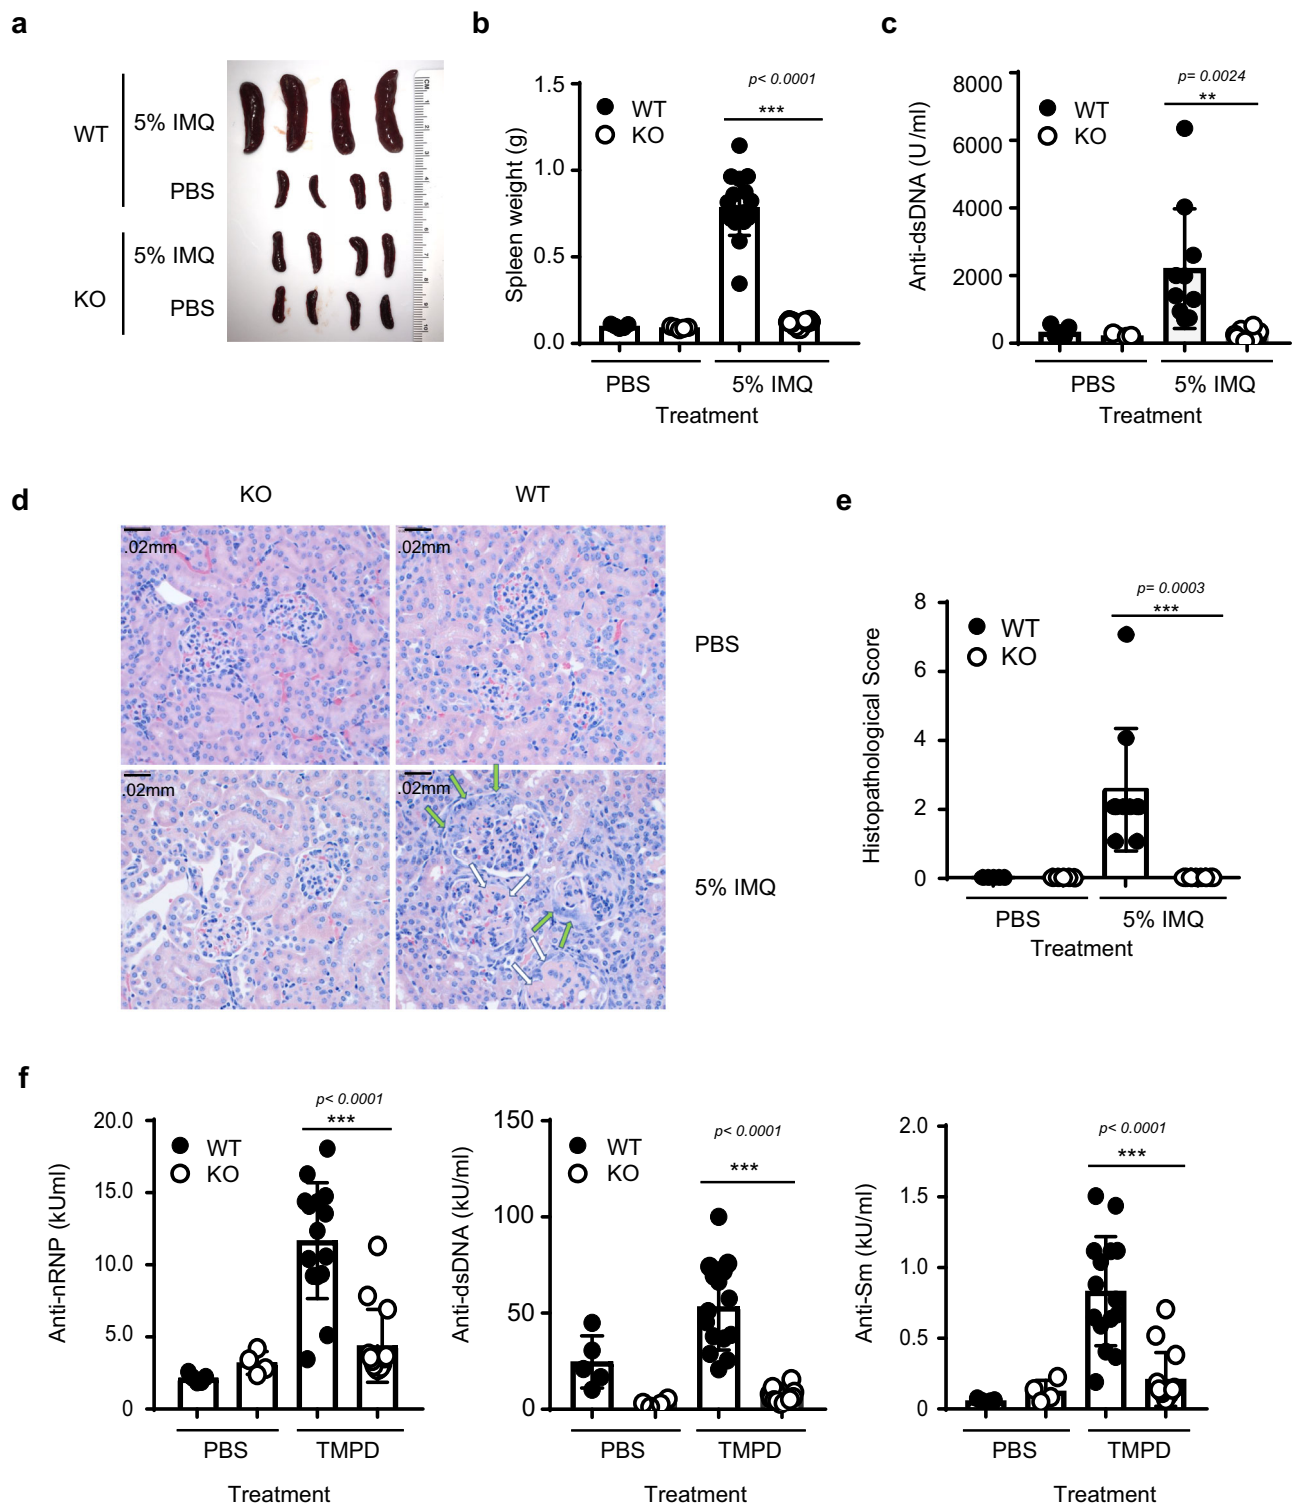 a
WT
5% IMQ
PBS
KO
5% IMQ
PBS
b
p< 0.0001
***
WT
KO
Spleen weight (g)
1.5
1.0
0.5
0.0
PBS
5% IMQ
Treatment
c
p= 0.0024
**
WT
KO
Anti-dsDNA (U /ml)
8000
6000
4000
2000
0
PBS
5% IMQ
Treatment
d
KO
WT
.02mm
.02mm
PBS
.02mm
.02mm
5% IMQ
e
p= 0.0003
***
WT
KO
Histopathological Score
8
6
4
2
0
PBS
5% IMQ
Treatment
f
p< 0.0001
***
WT
KO
Anti-nRNP (kUml)
20.0
15.0
10.0
5.0
0
PBS
TMPD
Treatment
p< 0.0001
***
WT
KO
Anti-dsDNA (kU/ml)
150
100
50
0
PBS
TMPD
Treatment
p< 0.0001
***
Anti-Sm (kU/ml)
2.0
1.5
1.0
0.5
0
PBS
TMPD
Treatment